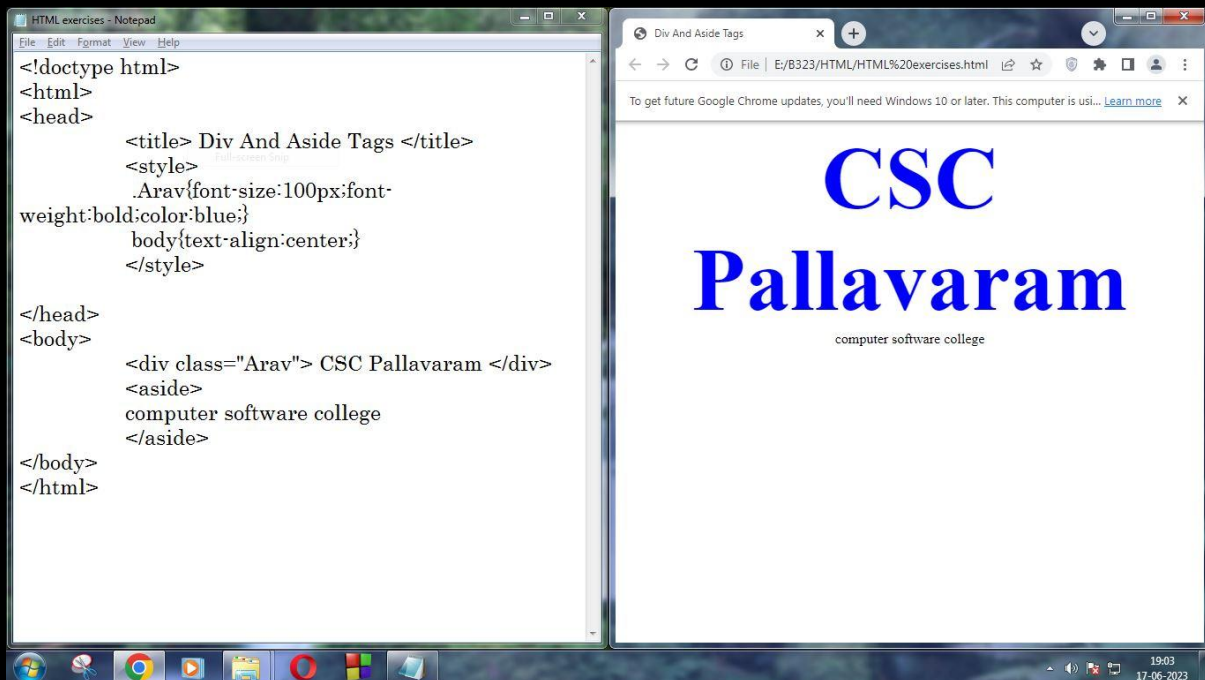 HTML exercises - Notepad
File Edit Format View Help
<!doctype html>
<html>
<head>
<title> Div And Aside Tags </title>
Full-screen Snip
<style>
.Arav{font-size:100px;font-
weight:bold;color:blue;}
body{text-align:center;}
</style>
</head>
<body>
<div class="Arav"> CSC Pallavaram </div>
<aside>
computer software college
</aside>
</body>
</html>
Div And Aside Tags
File E:/B323/HTML/HTML%20exercises.html
To get future Google Chrome updates, you'll need Windows 10 or later. This computer is usi... Learn more
CSC
Pallavaram
computer software college
19:03
17-06-2023